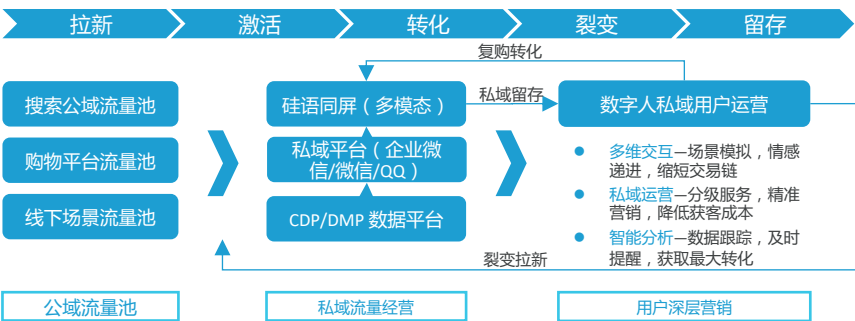 拉新
激活
转化
裂变
留存
复购转化
搜索公域流量池
硅语同屏（多模态）
私域留存
数字人私域用户运营
购物平台流量池
私域平台（企业微
信/微信/QQ）
线下场景流量池
CDP/DMP 数据平台
● 多维交互—场景模拟，情感
递进，缩短交易链
● 私域运营—分级服务，精准
营销，降低获客成本
● 智能分析—数据跟踪，及时
提醒，获取最大转化
裂变拉新
公域流量池
私域流量经营
用户深层营销